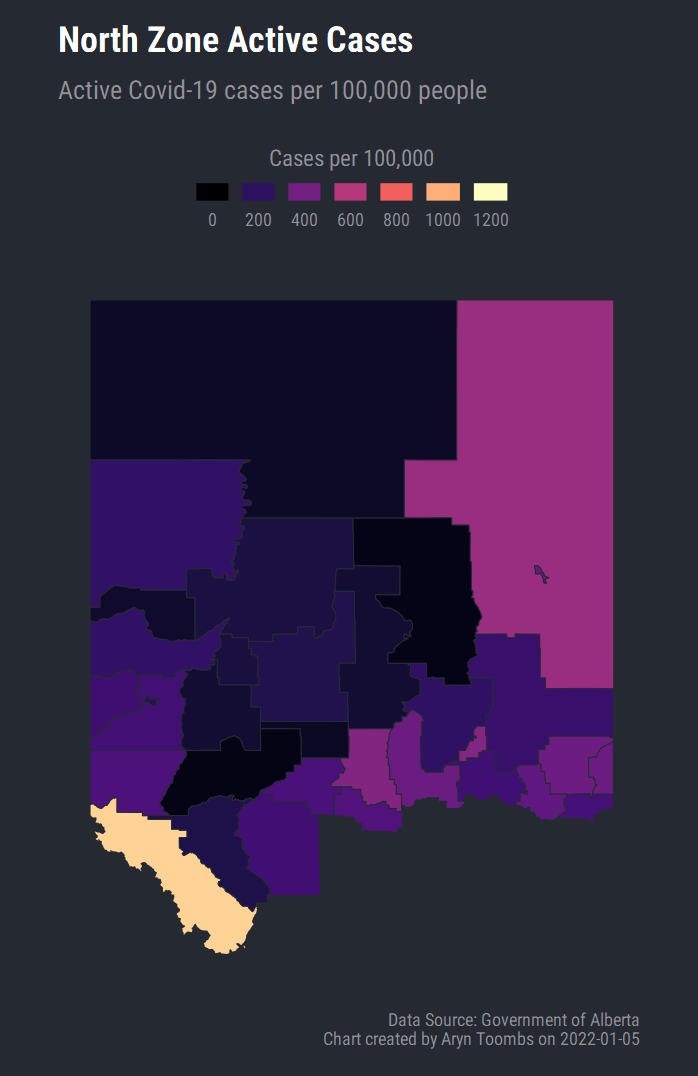 North Zone Active Cases
Active Covid-19 cases per 100,000 people
Cases per 100,000
0 200 400 600 800 1000 1200
Data Source: Government of Alberta
Chart created by Aryn Toombs on 2022-01-05